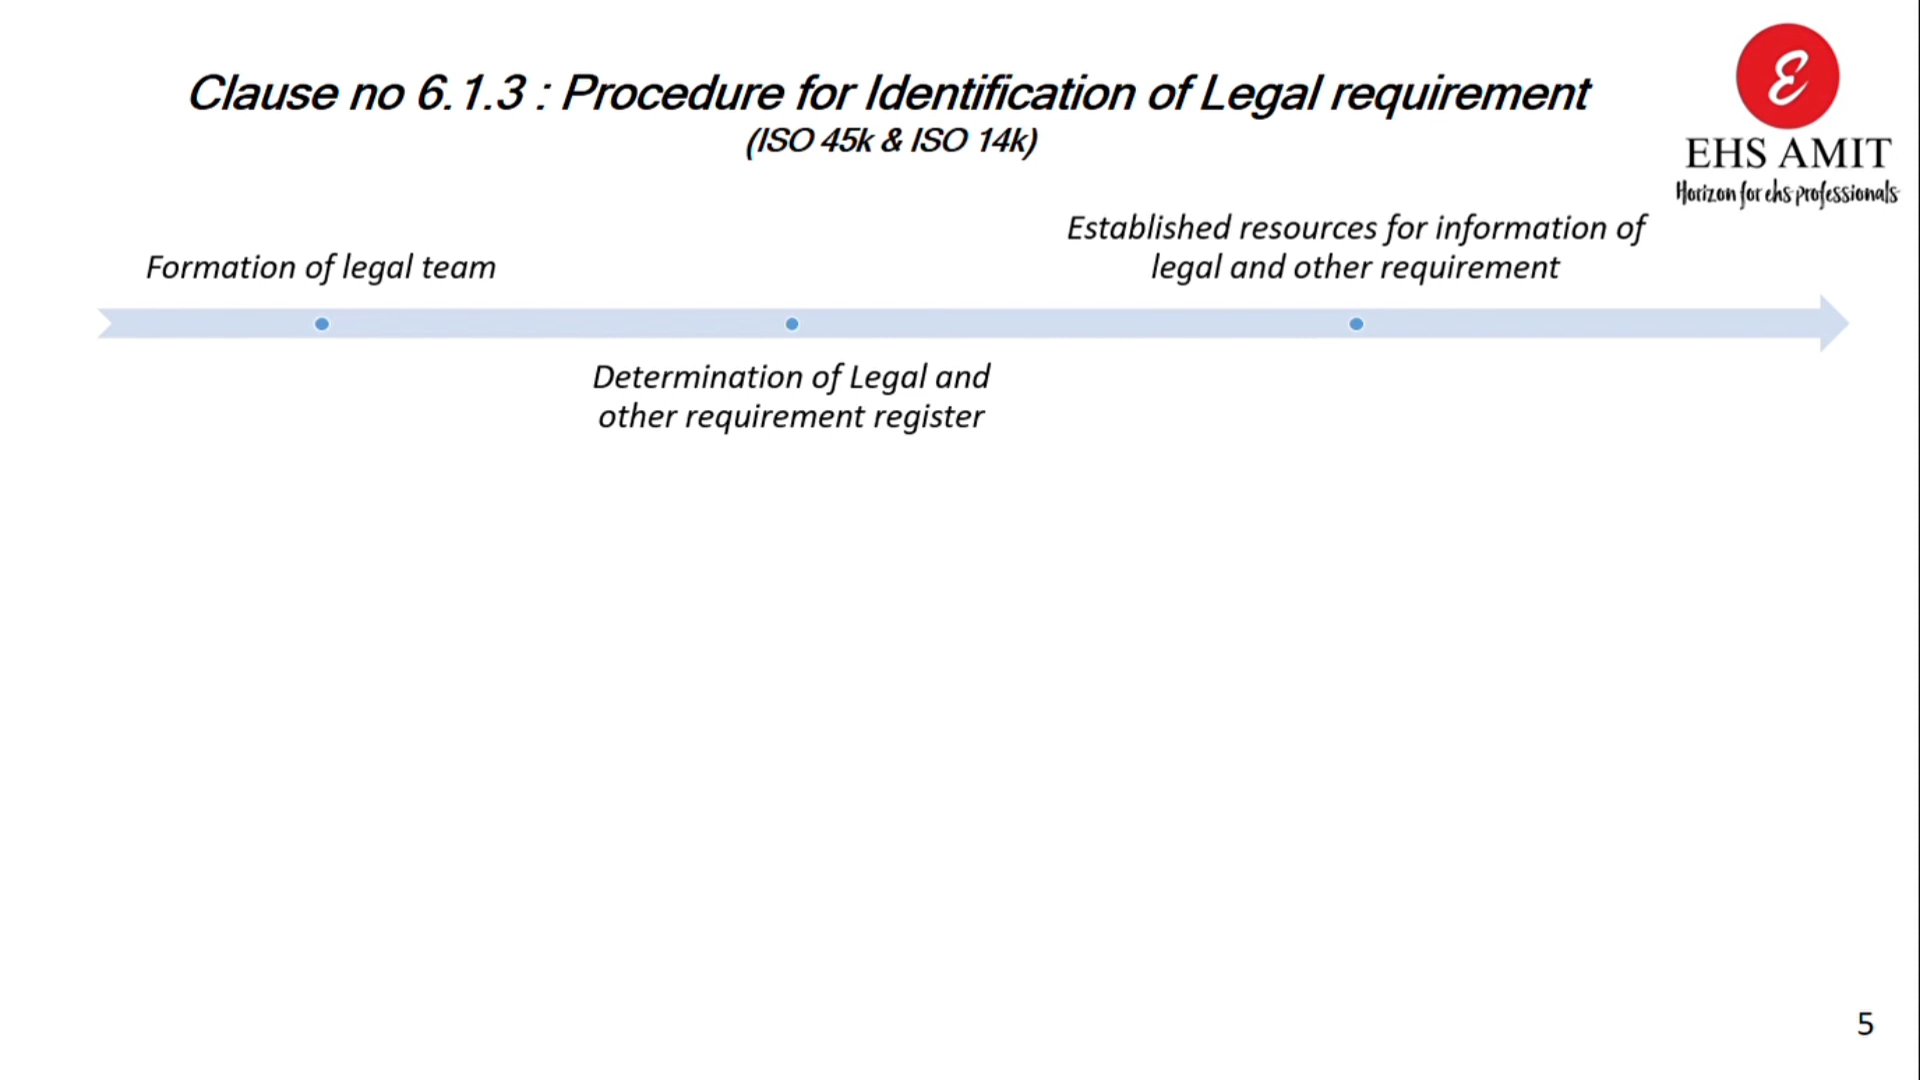 Clause no 6.1.3 : Procedure for Identification of Legal requirement
(ISO 45k & ISO 14k)
E
EHS AMIT
Horizon for ehs professionals
Formation of legal team
Established resources for information of
legal and other requirement
Determination of Legal and
other requirement register
5